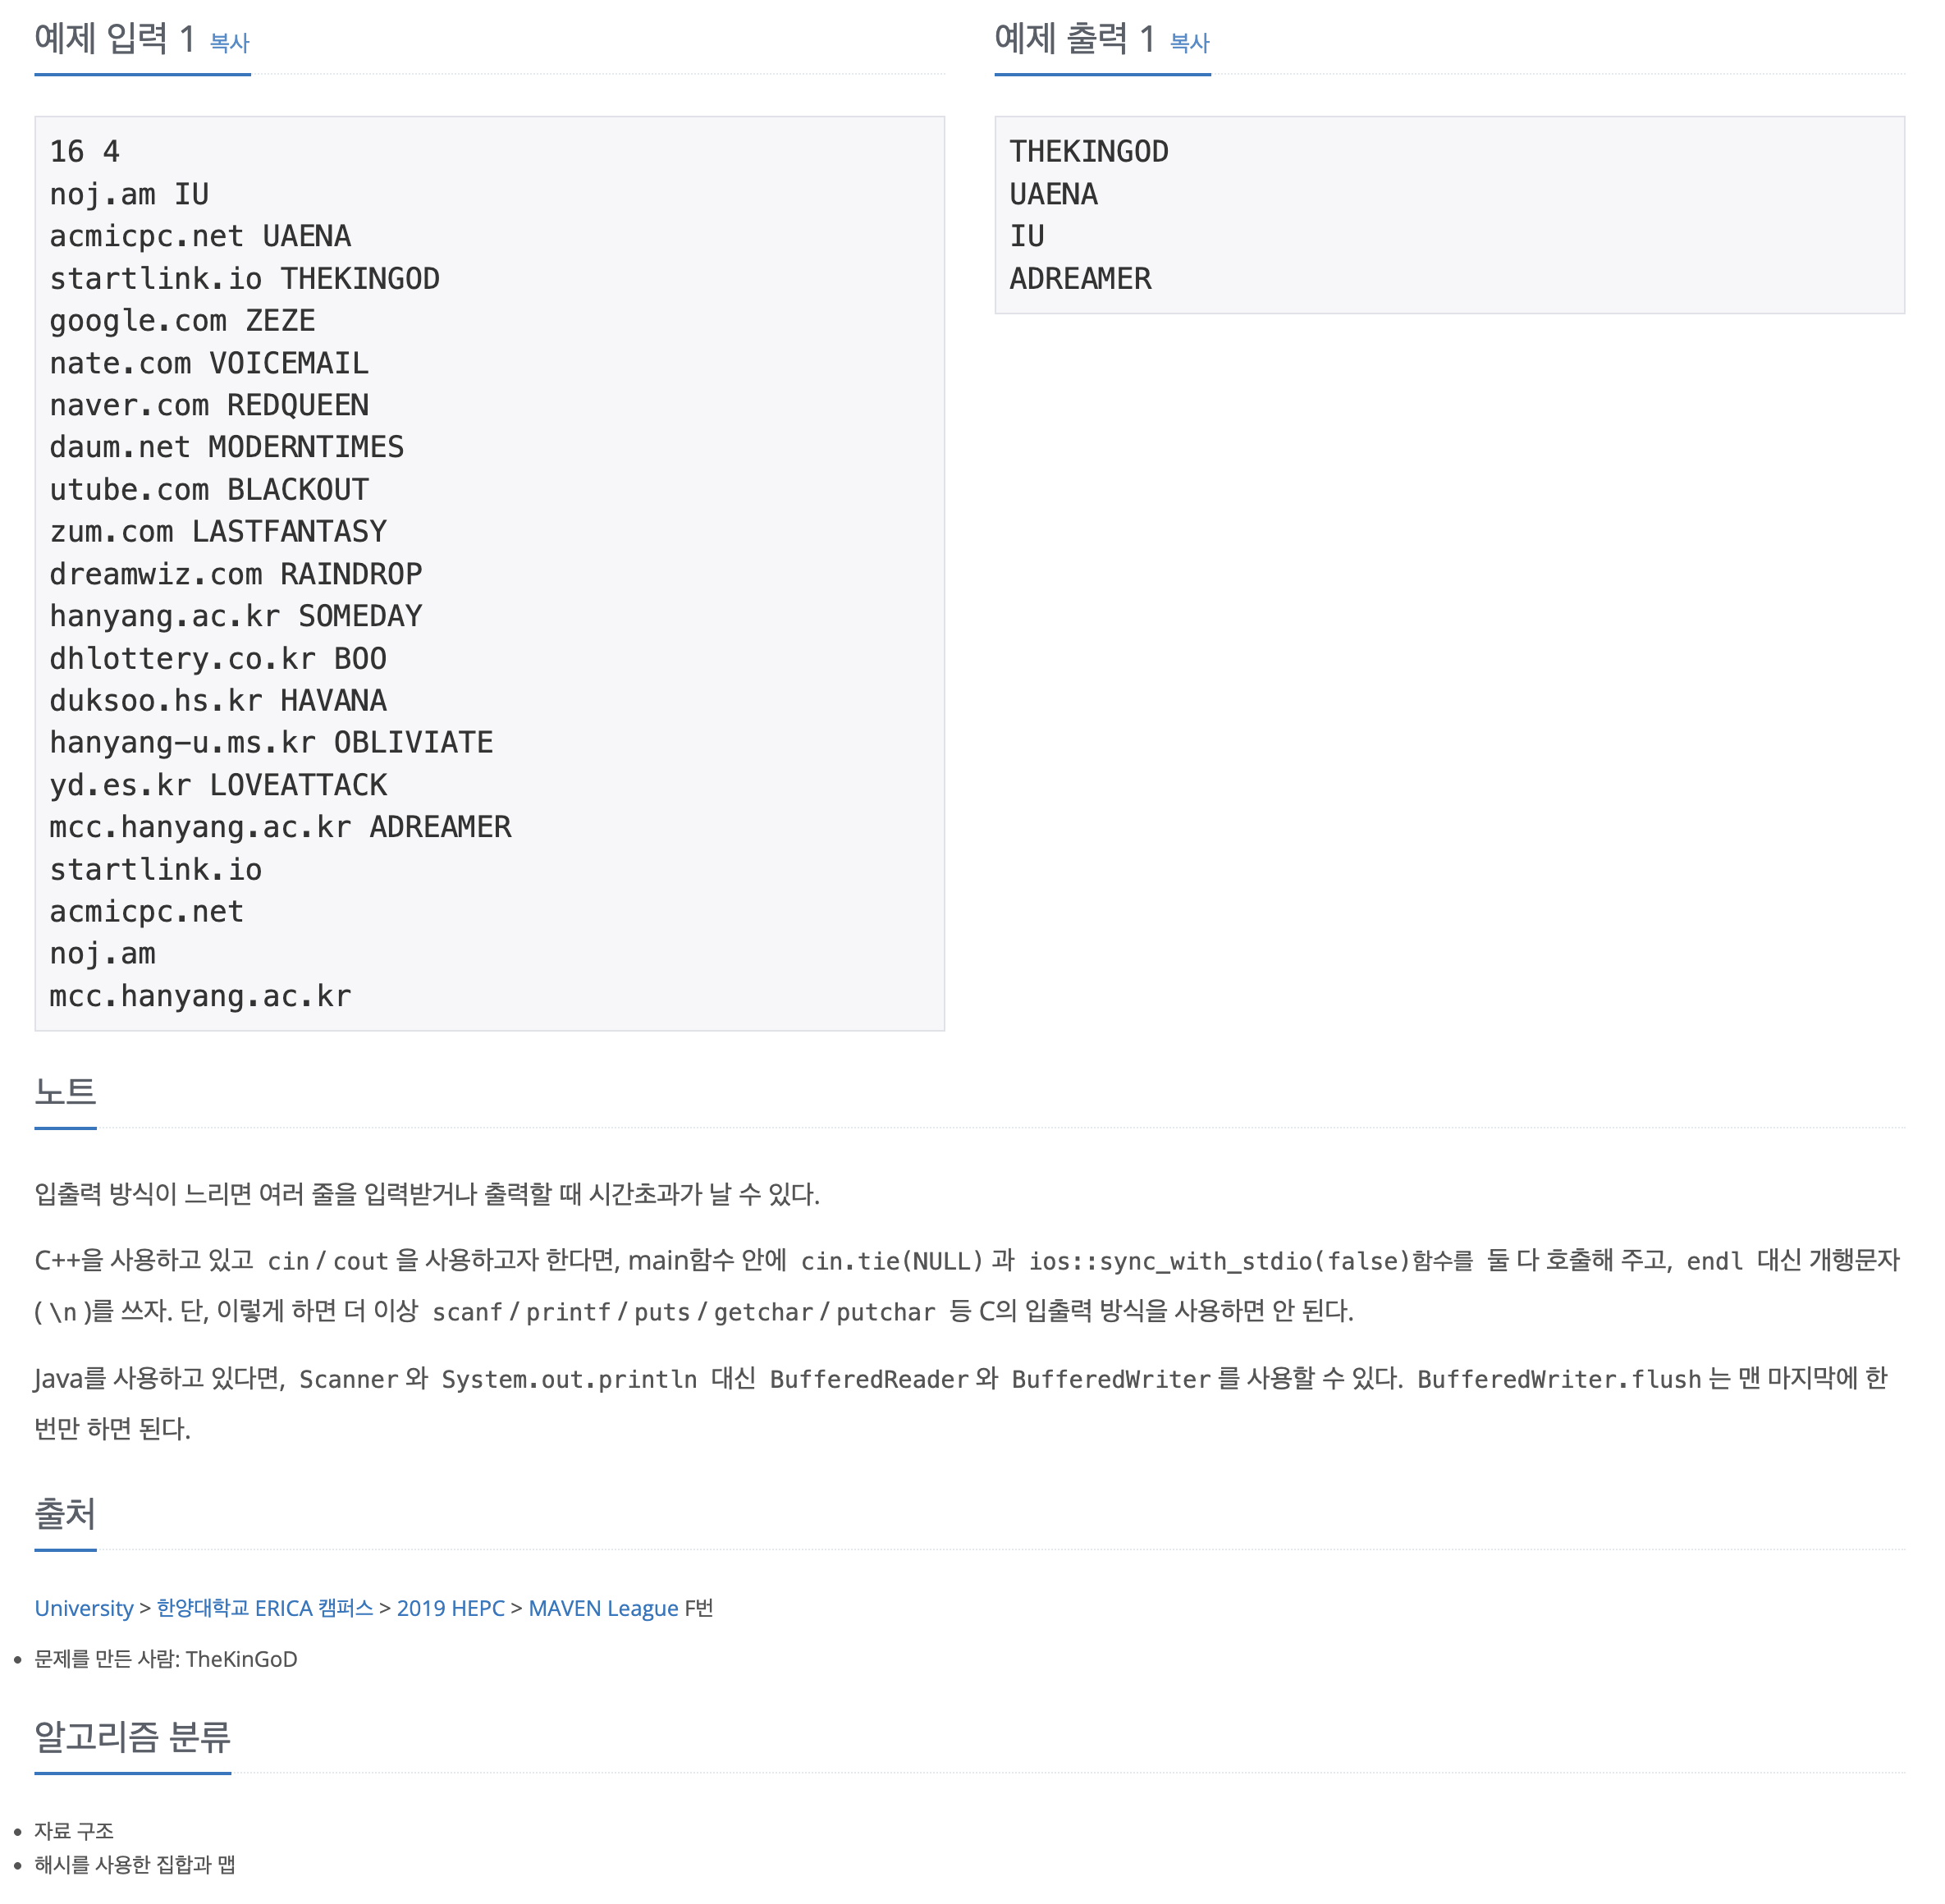 예제 입력 1 복사
16 4
noj.am IU
acmicpc.net UAENA
startlink.io THEKINGOD
google.com ZEZE
nate.com VOICEMAIL
naver.com REDQUEEN
daum.net MODERNTIMES
utube.com BLACKOUT
zum.com LASTFANTASY
dreamwiz.com RAINDROP
hanyang.ac.kr SOMEDAY
dhlottery.co.kr BOO
duksoo.hs.kr HAVANA
hanyang-u.ms.kr OBLIVIATE
yd.es.kr LOVEATTACK
mcc.hanyang.ac.kr ADREAMER
startlink.io
acmicpc.net
noj.am
mcc.hanyang.ac.kr
예제 출력 1 복사
THEKINGOD
UAENA
IU
ADREAMER
노트
입출력 방식이 느리면 여러 줄을 입력받거나 출력할 때 시간초과가 날 수 있다.
C++을 사용하고 있고 cin / cout 을 사용하고자 한다면, main함수 안에 cin.tie(NULL) 과 ios::sync_with_stdio(false)함수를 둘 다 호출해 주고, endl 대신 개행문자
( \n )를 쓰자. 단, 이렇게 하면 더 이상 scanf / printf / puts / getchar / putchar 등 C의 입출력 방식을 사용하면 안 된다.
Java를 사용하고 있다면, Scanner 와 System.out.println 대신 BufferedReader 와 BufferedWriter 를 사용할 수 있다. BufferedWriter.flush 는 맨 마지막에 한
번만 하면 된다.
출처
University > 한양대학교 ERICA 캠퍼스 > 2019 HEPC > MAVEN League F번
• 문제를 만든 사람: TheKinGoD
알고리즘 분류
• 자료 구조
• 해시를 사용한 집합과 맵